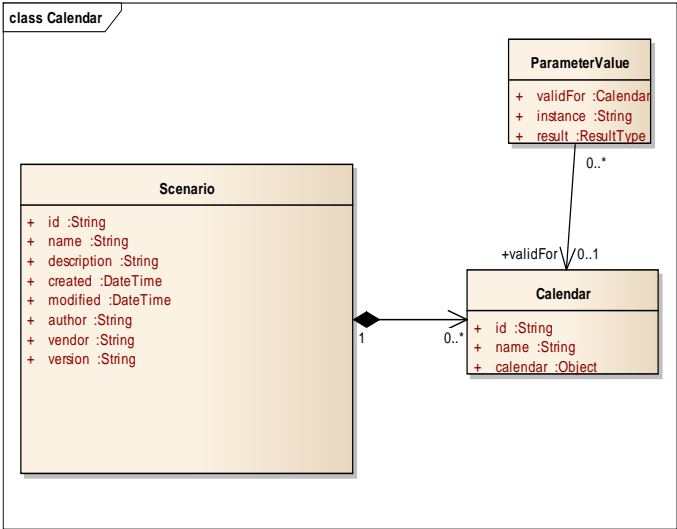 class Calendar
ParameterValue
+ validFor :Calendar
+ instance :String
+ result :ResultType
0..*
Scenario
+ id :String
+ name :String
+ description :String
+ created :DateTime
+ modified :DateTime
+ author :String
+ vendor :String
+ version :String
+validFor 0..1
Calendar
+ id :String
+ name :String
+ calendar :Object
1 0..*